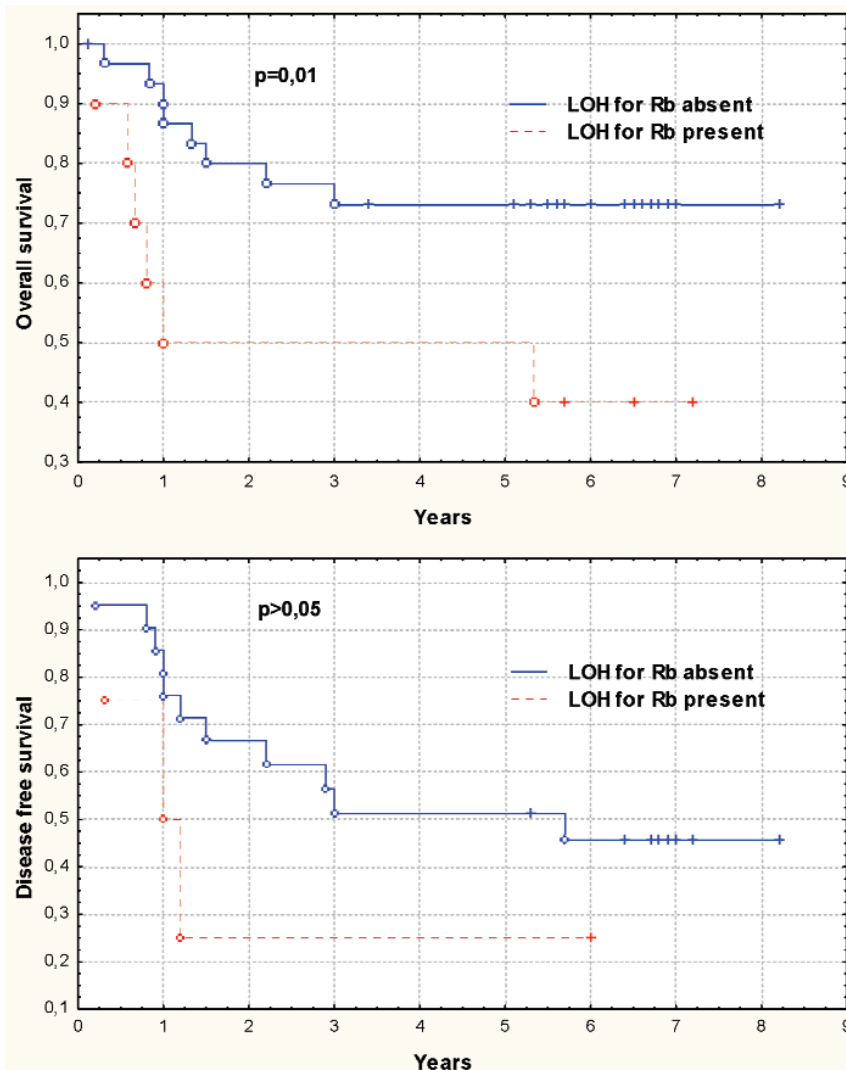 1,0
p=0,01
LOH for Rb absent
0,9
LOH for Rb present
0,8
0,7
0,6
0,5
0,4
0,3
Overall survival
0 1 2 3 4 5 6 7 8 9
Years
1,0
p>0,05
0,9
0,8
LOH for Rb absent
LOH for Rb present
0,7
0,6
0,5
0,4
0,3
0,2
0,1
Disease free survival
0 1 2 3 4 5 6 7 8 9
Years